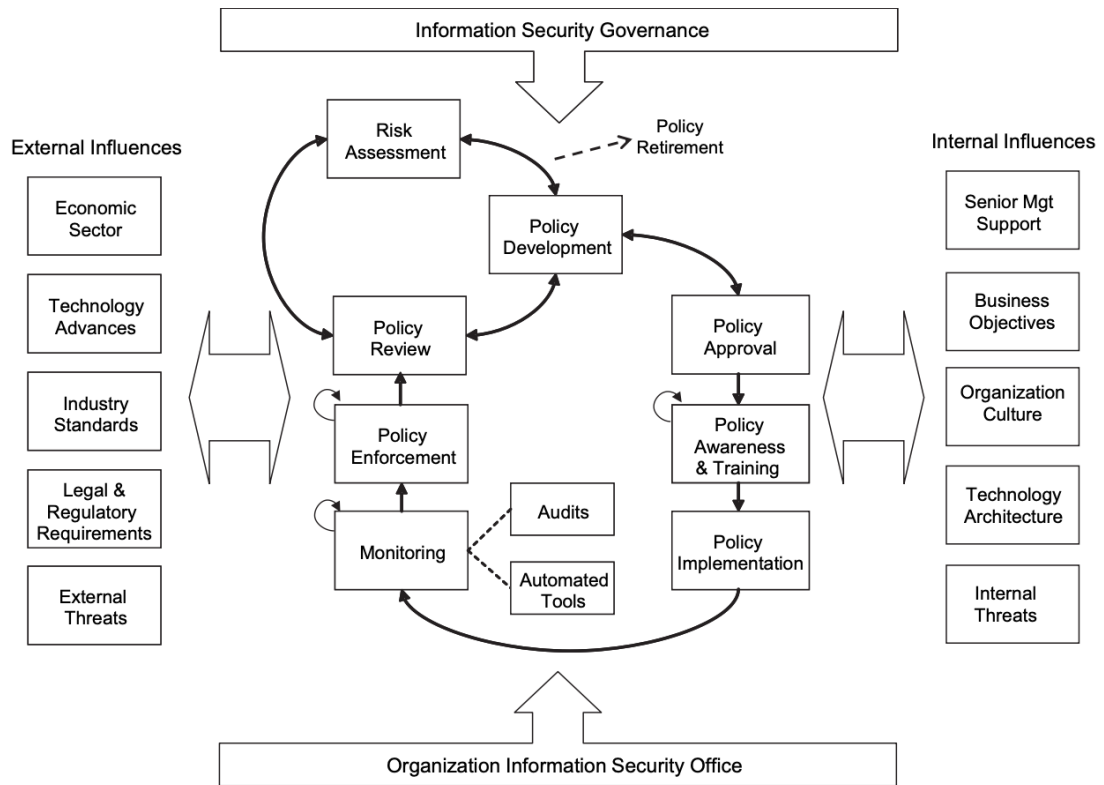 Information Security Governance
Risk
Assessment
Policy
Retirement
External Influences
Internal Influences
Economic
Sector
Technology
Advances
Industry
Standards
Legal &
Regulatory
Requirements
External
Threats
Policy
Development
Policy
Review
Policy
Approval
Policy
Enforcement
Policy
Awareness
& Training
Monitoring
Audits
Automated
Tools
Policy
Implementation
Senior Mgt
Support
Business
Objectives
Organization
Culture
Technology
Architecture
Internal
Threats
Organization Information Security Office